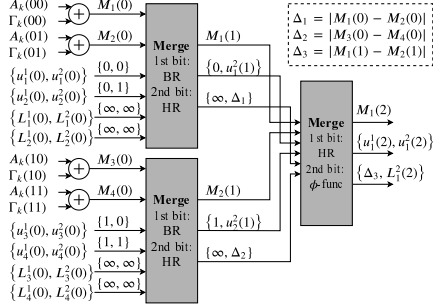 A_k(00)
Γ_k(00)
+
M_1(0)
A_k(01)
Γ_k(01)
+
M_2(0)
{u_1^1(0), u_1^2(0)}
{0, 0}
{u_2^1(0), u_2^2(0)}
{0, 1}
{L_1^1(0), L_1^2(0)}
{∞, ∞}
{L_2^1(0), L_2^2(0)}
{∞, ∞}
Merge
1st bit:
BR
2nd bit:
HR
M_1(1)
{0, u_1^2(1)}
{∞, Δ_1}
Δ_1 = |M_1(0) − M_2(0)|
Δ_2 = |M_3(0) − M_4(0)|
Δ_3 = |M_1(1) − M_2(1)|
A_k(10)
Γ_k(10)
+
M_3(0)
A_k(11)
Γ_k(11)
+
M_4(0)
{u_3^1(0), u_3^2(0)}
{1, 0}
{u_4^1(0), u_4^2(0)}
{1, 1}
{L_3^1(0), L_3^2(0)}
{∞, ∞}
{L_4^1(0), L_4^2(0)}
{∞, ∞}
Merge
1st bit:
BR
2nd bit:
HR
M_2(1)
{1, u_2^2(1)}
{∞, Δ_2}
Merge
1st bit:
HR
2nd bit:
ϕ-func
M_1(2)
{u_1^1(2), u_1^2(2)}
{Δ_3, L_1^2(2)}